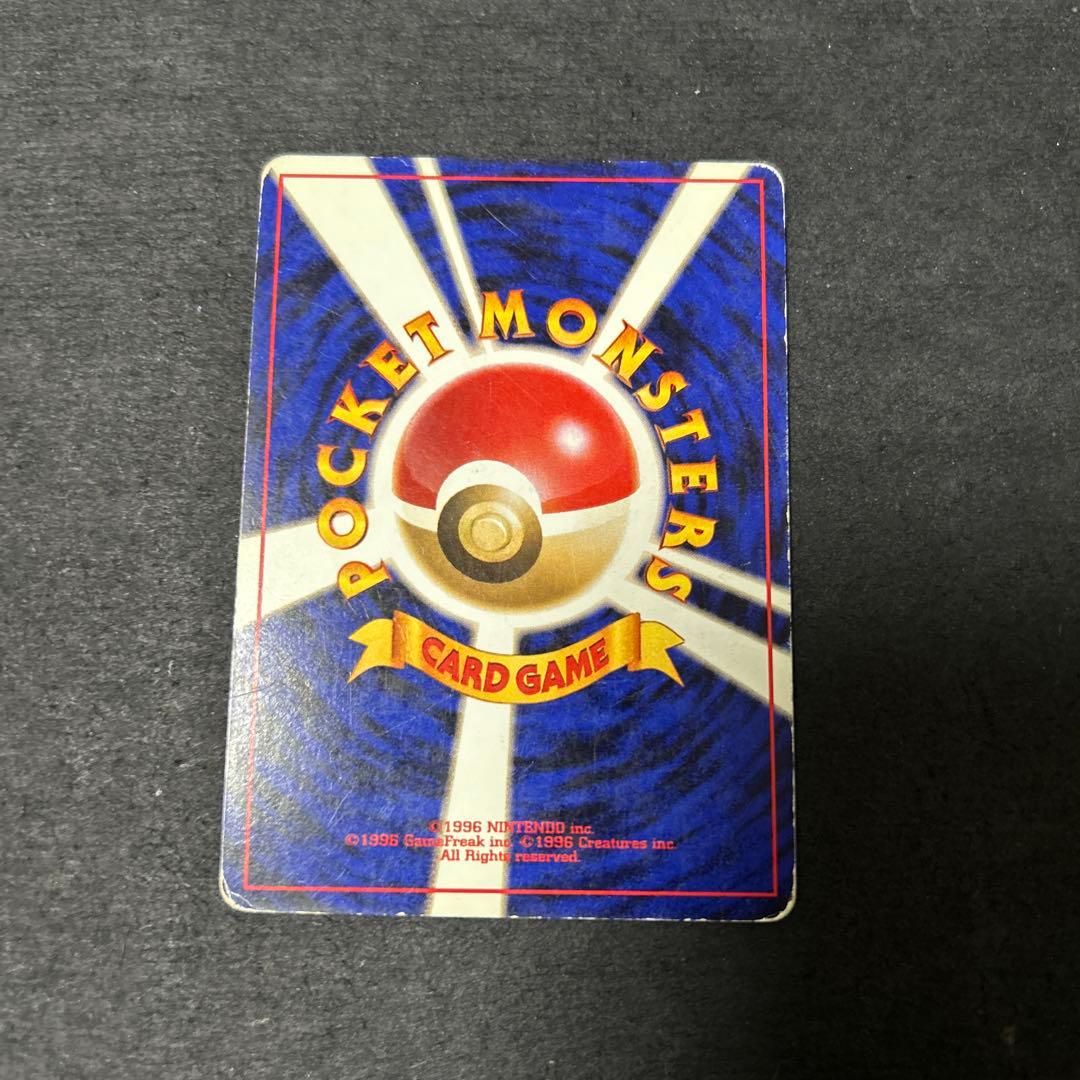 POCKET MONSTERS
CARD GAME
©1996 NINTENDO inc.
©1996 GameFreak inc. ©1996 Creatures inc.
All Rights reserved.